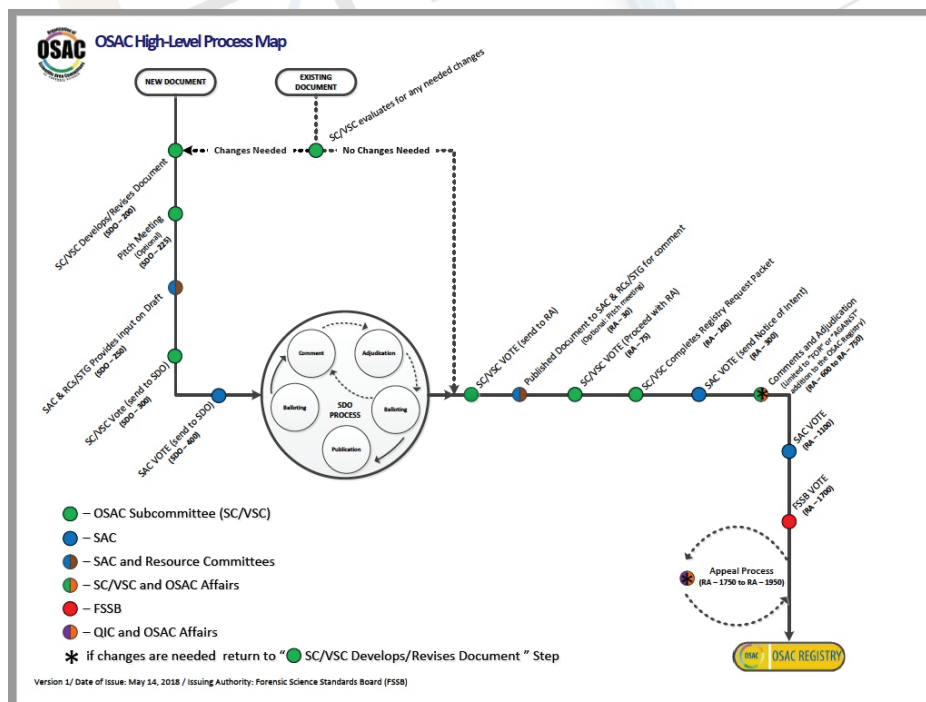 OSAC
OSAC High-Level Process Map
NEW DOCUMENT
EXISTING
DOCUMENT
SC/VSC evaluates for any needed changes
Changes Needed
No Changes Needed
SC/VSC Develops/Revises Document
(SDO – 200)
Pitch Meeting
(Optional)
(SDO – 225)
SAC & RCs/STG Provides input on Draft
(SDO – 250)
SC/VSC Vote (send to SDO)
(SDO – 300)
SAC VOTE (send to SDO)
(SDO – 400)
Comment
Adjudication
Balloting
SDO
PROCESS
Balloting
Publication
SC/VSC VOTE (send to RA)
Published Document to SAC & RCs/STG for comment
(Optional: Pitch meeting)
(RA – 30)
SC/VSC VOTE (Proceed with RA)
(RA – 75)
SC/VSC Completes Registry Request Packet
(RA – 100)
SAC VOTE (send Notice of Intent)
(RA – 300)
Comments and Adjudication
(Limited to "FOR" or "AGAINST"
addition to the OSAC Registry)
(RA – 600 to RA – 750)
SAC VOTE
(RA – 1100)
FSSB VOTE
(RA – 1700)
Appeal Process
(RA – 1750 to RA – 1950)
OSAC
OSAC REGISTRY
– OSAC Subcommittee (SC/VSC)
– SAC
– SAC and Resource Committees
– SC/VSC and OSAC Affairs
– FSSB
– QIC and OSAC Affairs
* if changes are needed return to " SC/VSC Develops/Revises Document " Step
Version 1/ Date of Issue: May 14, 2018 / Issuing Authority: Forensic Science Standards Board (FSSB)